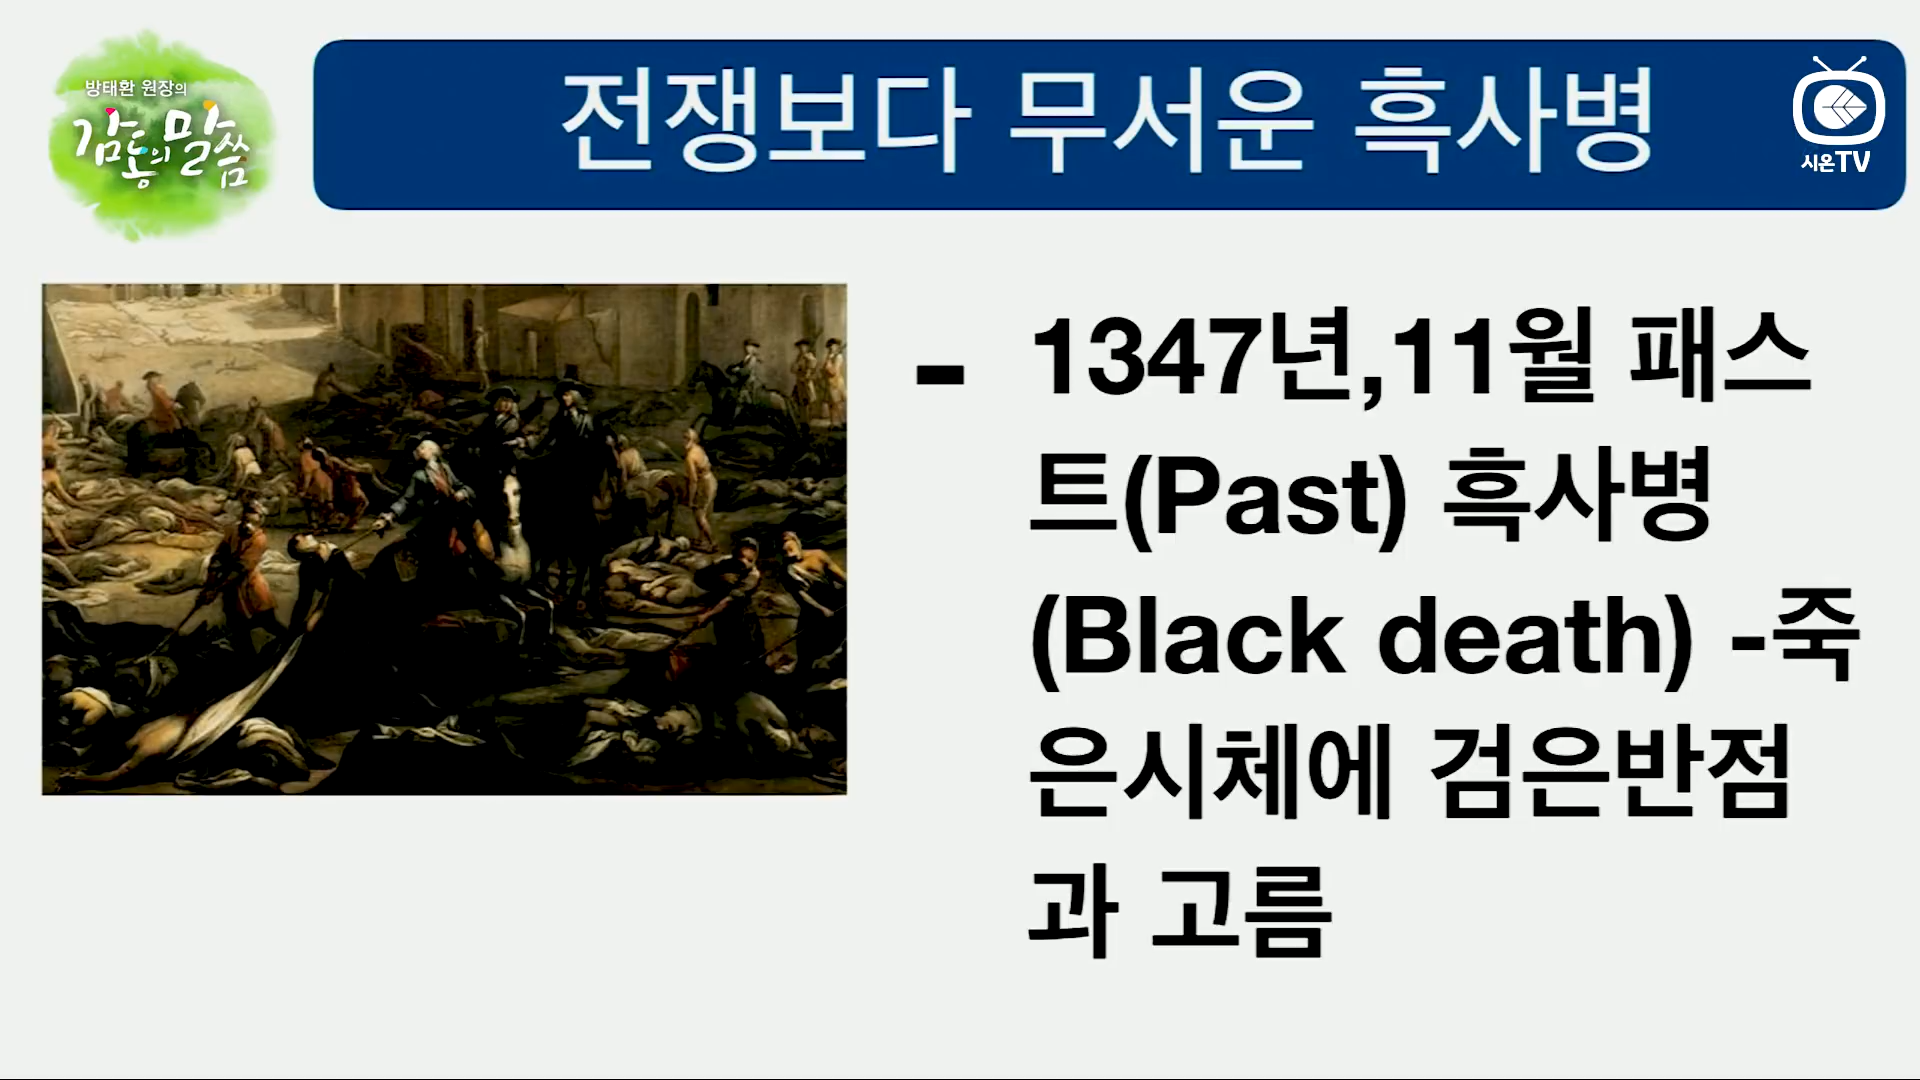 방태환 원장의
감동의 말씀
전쟁보다 무서운 흑사병
시온TV
- 1347년,11월 패스
트(Past) 흑사병
(Black death) -죽
은시체에 검은반점
과 고름